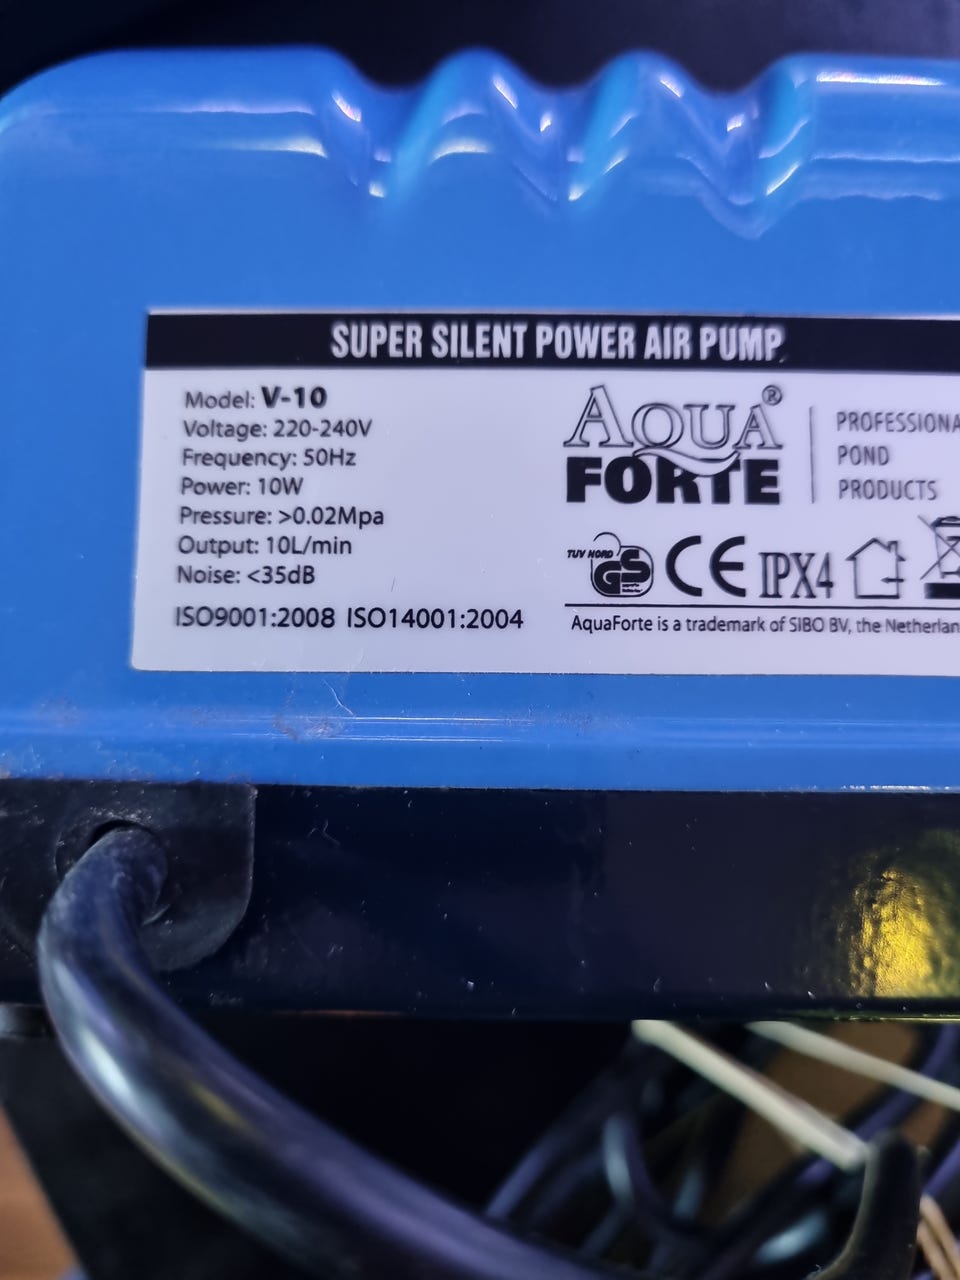 SUPER SILENT POWER AIR PUMP
Model: V-10
Voltage: 220-240V
Frequency: 50Hz
Power: 10W
Pressure: >0.02Mpa
Output: 10L/min
Noise: <35dB
ISO9001:2008 ISO14001:2004
AQUA®
FORTE
PROFESSIONA
POND
PRODUCTS
TUV NORD
GS
CE IPX4
AquaForte is a trademark of SIBO BV, the Netherlan